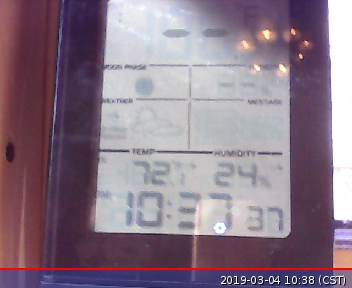 F
-- --
MOON PHASE
WEATHER MESSAGE
TEMP HUMIDITY
72 24%
10:37 37
2019-03-04 10:38 (CST)